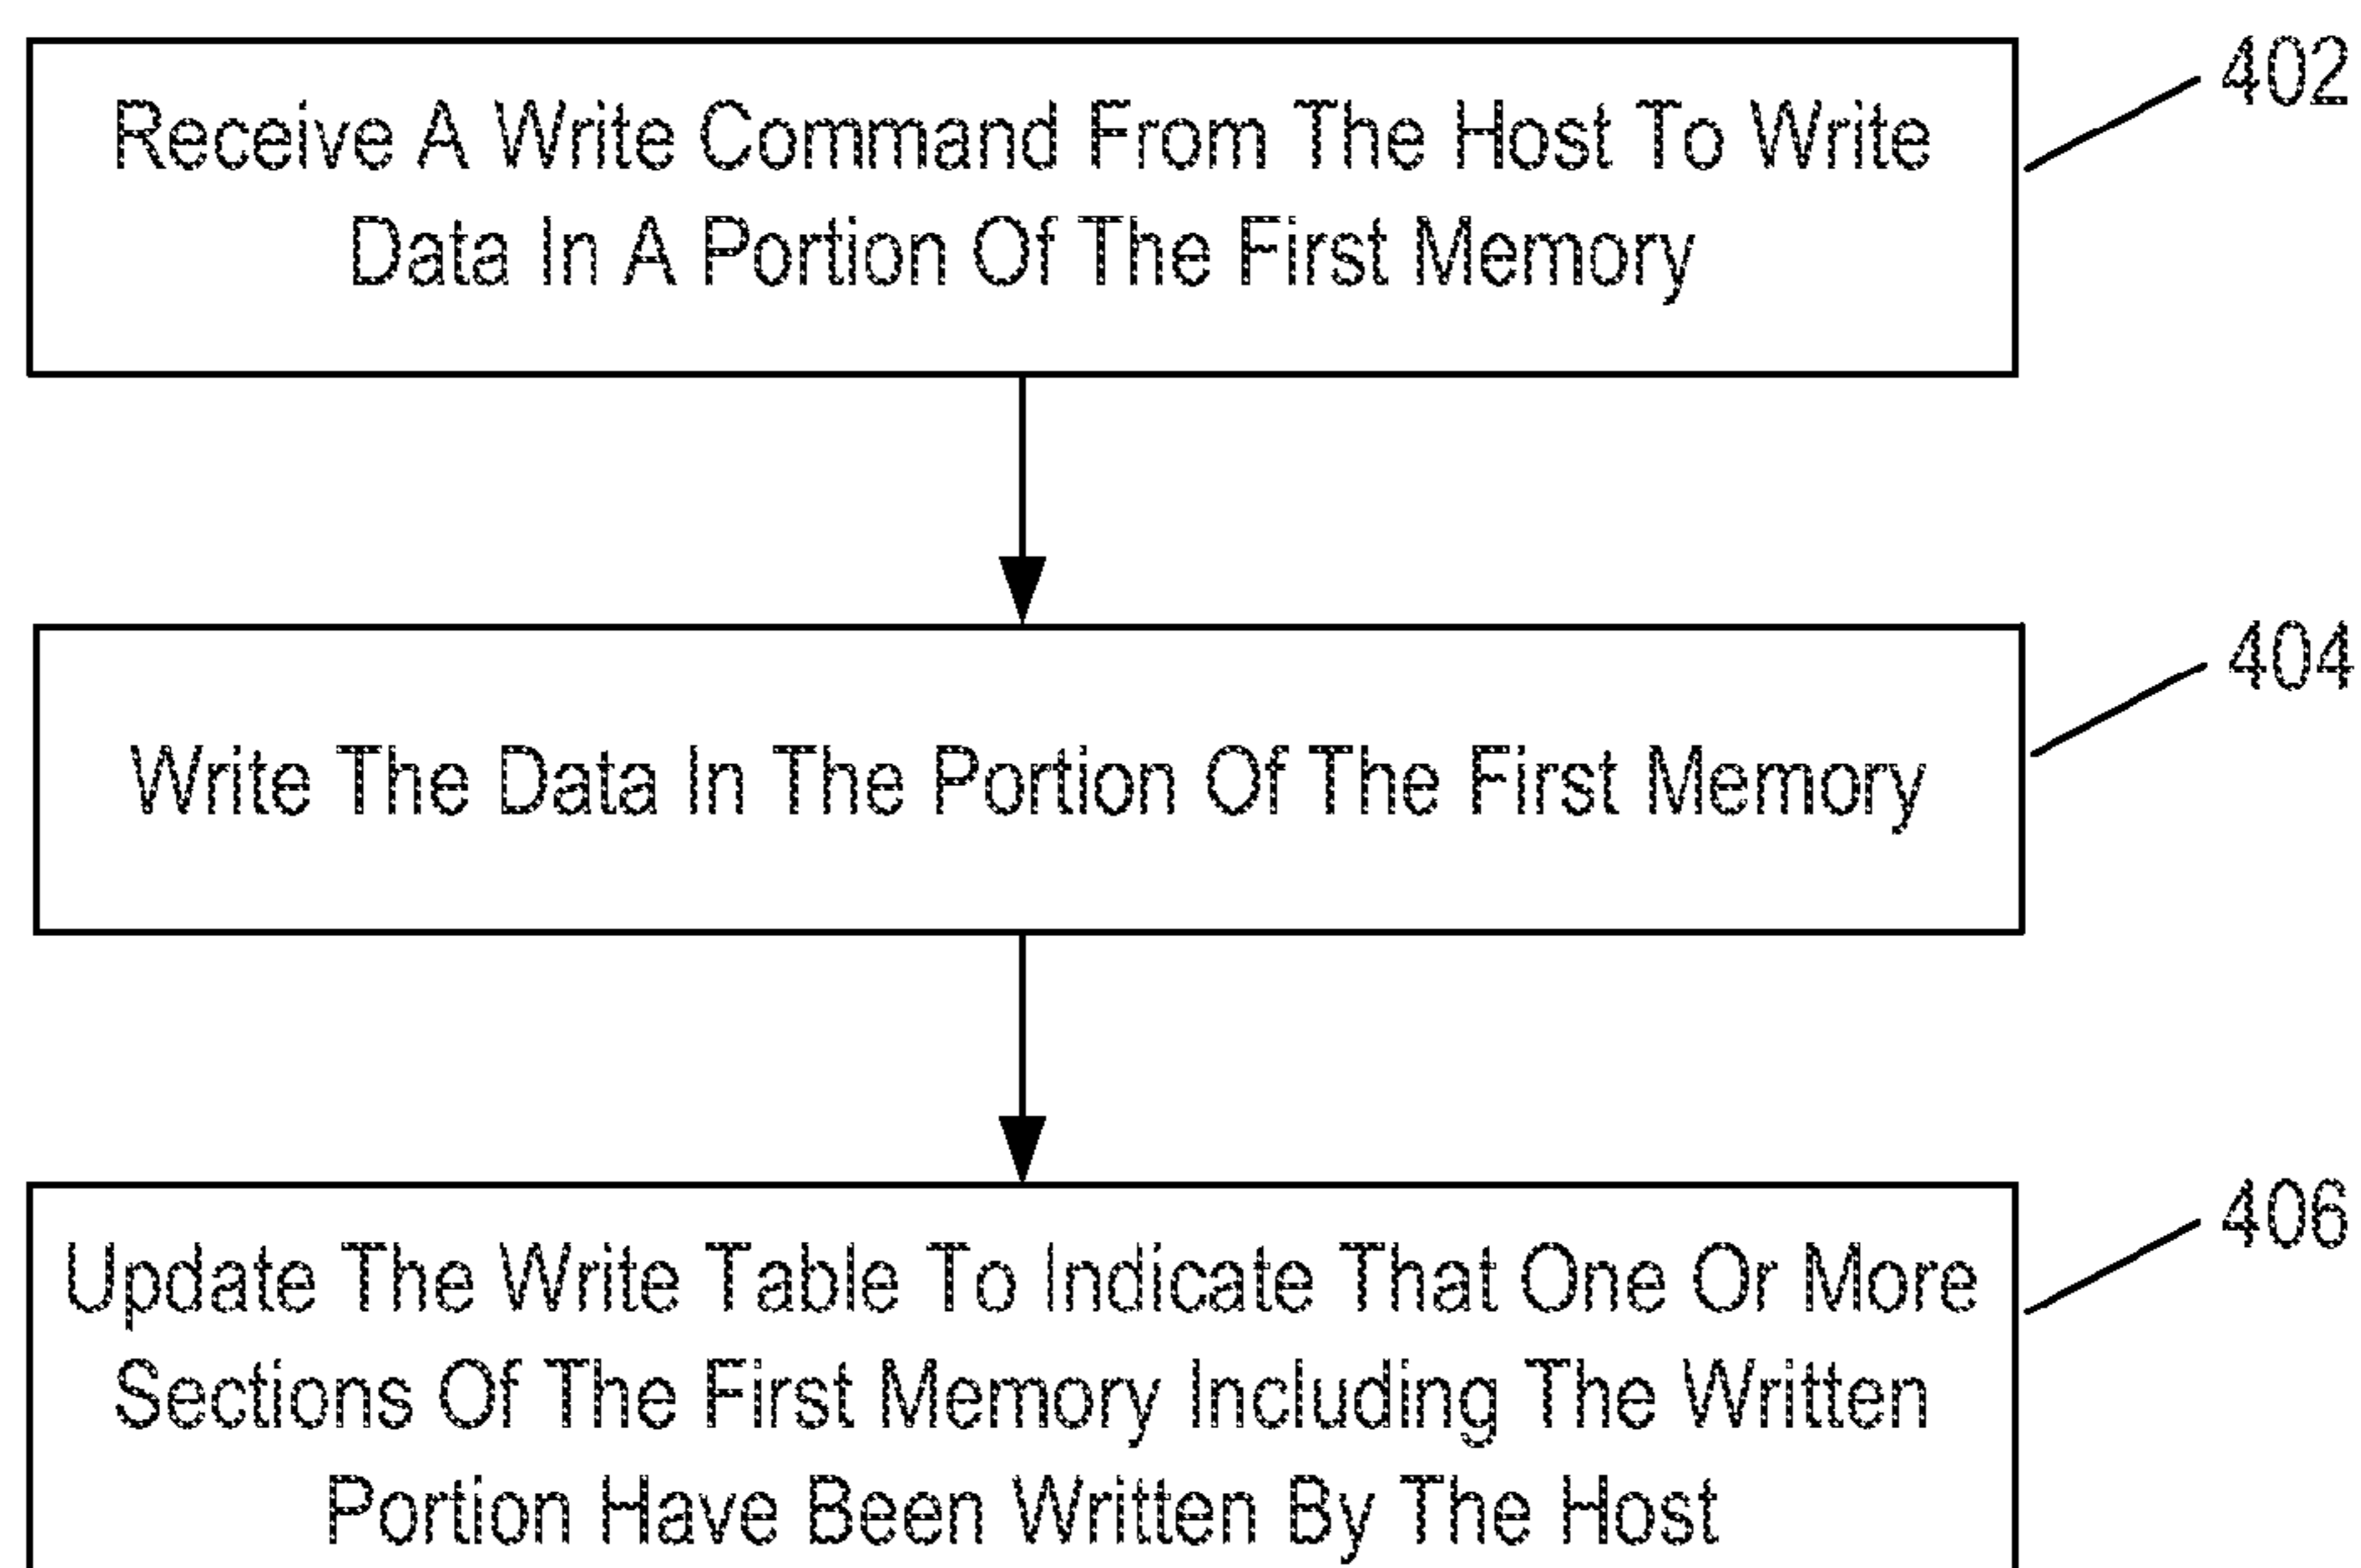 402
Receive A Write Command From The Host To Write
Data In A Portion Of The First Memory
404
Write The Data In The Portion Of The First Memory
406
Update The Write Table To Indicate That One Or More
Sections Of The First Memory Including The Written
Portion Have Been Written By The Host